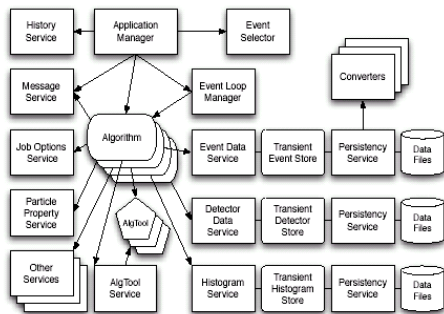 History
Service
Application
Manager
Event
Selector
Message
Service
Event Loop
Manager
Converters
Algorithm
Job Options
Service
Event Data
Service
Transient
Event Store
Persistency
Service
Data
Files
Particle
Property
Service
AlgTool
Detector
Data
Service
Transient
Detector
Store
Persistency
Service
Data
Files
Other
Services
AlgTool
Service
Histogram
Service
Transient
Histogram
Store
Persistency
Service
Data
Files